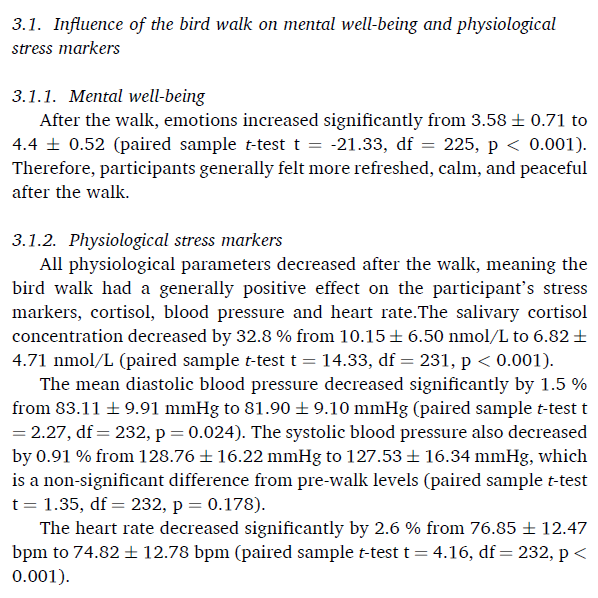 3.1. Influence of the bird walk on mental well-being and physiological
stress markers
3.1.1. Mental well-being
After the walk, emotions increased significantly from 3.58 ± 0.71 to
4.4 ± 0.52 (paired sample t-test t = -21.33, df = 225, p < 0.001).
Therefore, participants generally felt more refreshed, calm, and peaceful
after the walk.
3.1.2. Physiological stress markers
All physiological parameters decreased after the walk, meaning the
bird walk had a generally positive effect on the participant's stress
markers, cortisol, blood pressure and heart rate.The salivary cortisol
concentration decreased by 32.8 % from 10.15 ± 6.50 nmol/L to 6.82 ±
4.71 nmol/L (paired sample t-test t = 14.33, df = 231, p < 0.001).
The mean diastolic blood pressure decreased significantly by 1.5 %
from 83.11 ± 9.91 mmHg to 81.90 ± 9.10 mmHg (paired sample t-test t
= 2.27, df = 232, p = 0.024). The systolic blood pressure also decreased
by 0.91 % from 128.76 ± 16.22 mmHg to 127.53 ± 16.34 mmHg, which
is a non-significant difference from pre-walk levels (paired sample t-test
t = 1.35, df = 232, p = 0.178).
The heart rate decreased significantly by 2.6 % from 76.85 ± 12.47
bpm to 74.82 ± 12.78 bpm (paired sample t-test t = 4.16, df = 232, p <
0.001).